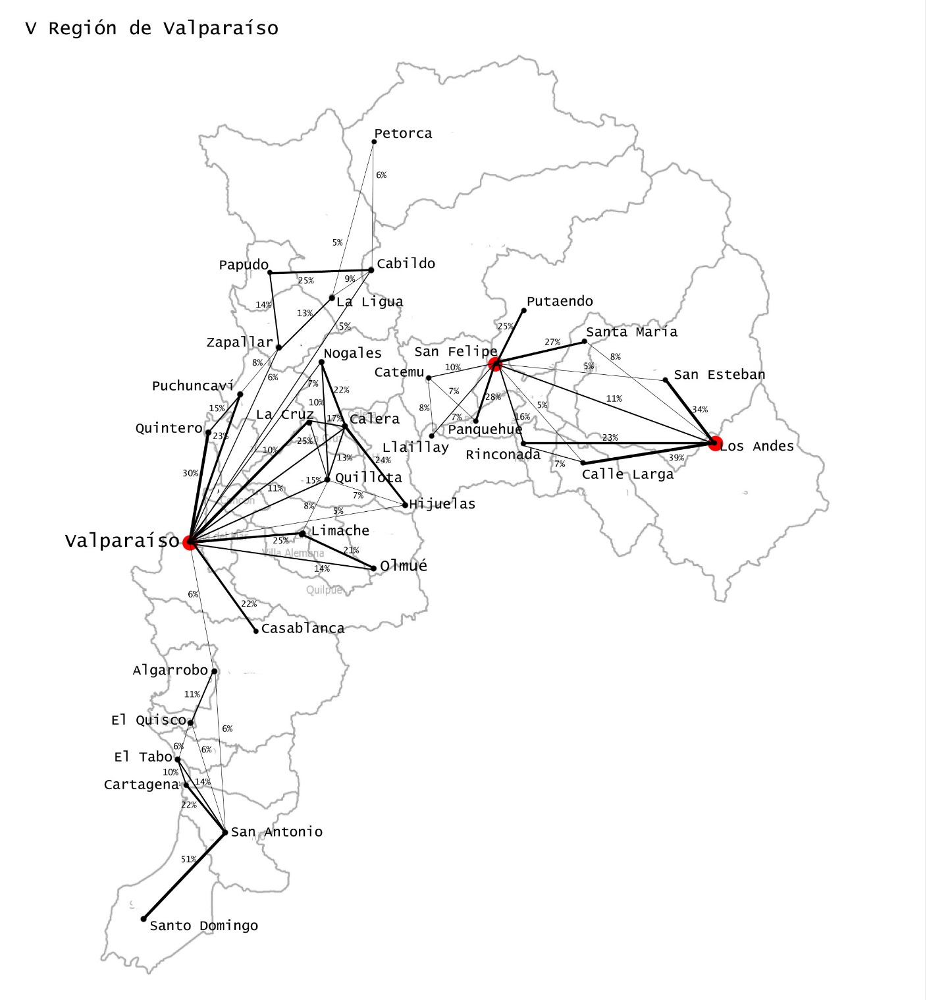 V Región de Valparaíso
Petorca
6%
5%
Papudo
Cabildo
25%
9%
La Ligua
14%
13%
5%
Zapallar
Nogales
8%
6%
7%
22%
Puchuncaví
10%
15%
La Cruz
17%
Calera
Quintero
23%
25%
10%
13%
24%
30%
15%
Quillota
11%
7%
Concón
8%
5%
Hijuelas
Valparaíso
del Mar
Limache
25%
Villa Alemana
21%
14%
Olmué
Quilpué
6%
22%
Casablanca
Putaendo
25%
Santa María
27%
San Felipe
8%
Catemu
10%
5%
San Esteban
7%
28%
5%
11%
8%
7%
16%
34%
Panquehue
Llaillay
Rinconada
23%
Los Andes
7%
39%
Calle Larga
Algarrobo
11%
El Quisco
6%
6%
6%
El Tabo
10%
14%
Cartagena
22%
San Antonio
51%
Santo Domingo